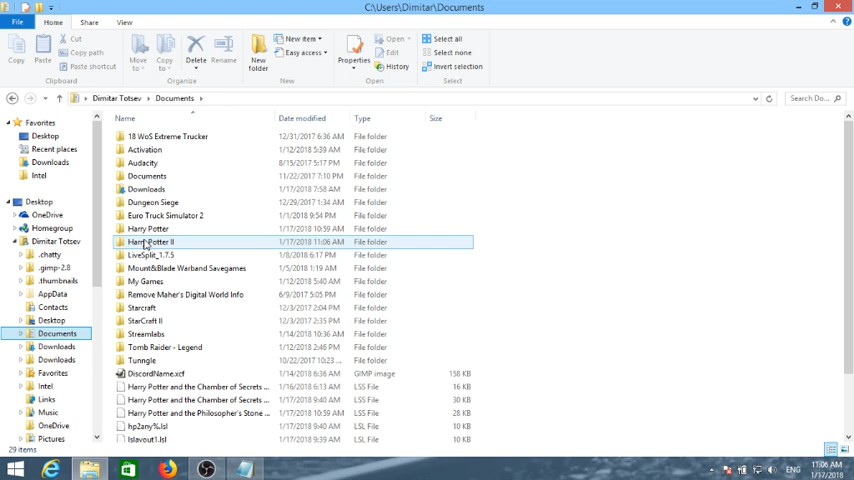 C:\Users\Dimitar\Documents
File Home Share View
Copy Paste Cut Copy path Paste shortcut Move to Copy to Delete Rename New folder New item Easy access Properties Open Edit History Select all Select none Invert selection
Clipboard Organize New Open Select
Dimitar Totsev Documents Search Do...
Name Date modified Type Size
Favorites
Desktop
Recent places
Downloads
Intel
Desktop
OneDrive
Homegroup
Dimitar Totsev
.chatty
.gimp-2.8
.thumbnails
AppData
Contacts
Desktop
Documents
Downloads
Downloads
Favorites
Intel
Links
Music
OneDrive
Pictures
18 WoS Extreme Trucker 12/31/2017 6:36 AM File folder
Activation 1/12/2018 5:39 AM File folder
Audacity 8/15/2017 5:17 PM File folder
Documents 11/22/2017 7:10 PM File folder
Downloads 1/17/2018 7:58 AM File folder
Dungeon Siege 12/29/2017 1:34 AM File folder
Euro Truck Simulator 2 1/1/2018 9:54 PM File folder
Harry Potter 1/17/2018 10:59 AM File folder
Harry Potter II 1/17/2018 11:06 AM File folder
LiveSplit_1.7.5 1/8/2018 6:17 PM File folder
Mount&Blade Warband Savegames 1/5/2018 1:19 AM File folder
My Games 1/12/2018 5:40 AM File folder
Remove Maher's Digital World Info 6/9/2017 5:05 PM File folder
Starcraft 12/3/2017 2:04 PM File folder
StarCraft II 12/3/2017 2:35 PM File folder
Streamlabs 1/14/2018 10:36 AM File folder
Tomb Raider - Legend 1/12/2018 2:46 PM File folder
Tunngle 10/22/2017 10:23 ... File folder
DiscordName.xcf 1/14/2018 6:36 AM GIMP image 158 KB
Harry Potter and the Chamber of Secrets ... 1/16/2018 6:13 AM LSS File 16 KB
Harry Potter and the Chamber of Secrets ... 1/17/2018 9:40 AM LSS File 30 KB
Harry Potter and the Philosopher's Stone ... 1/17/2018 10:59 AM LSS File 28 KB
hp2any%.lsl 1/17/2018 9:40 AM LSL File 10 KB
lslavout1.lsl 1/17/2018 9:39 AM LSL File 10 KB
29 items
ENG
11:06 AM
1/17/2018